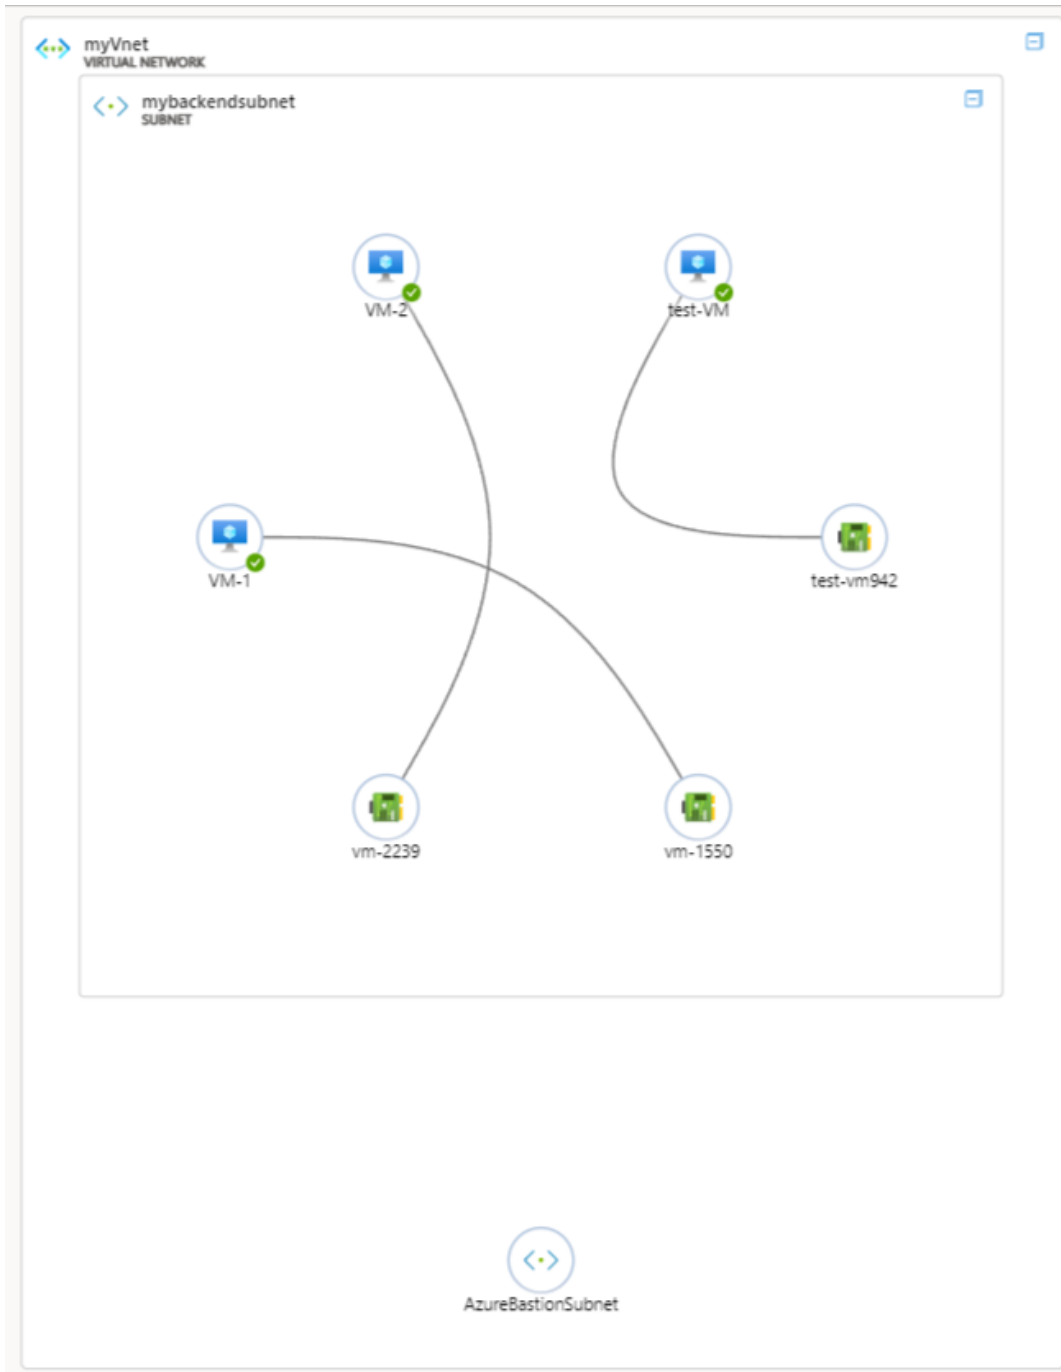 myVnet
VIRTUAL NETWORK
mybackendsubnet
SUBNET
VM-2
test-VM
VM-1
test-vm942
vm-2239
vm-1550
AzureBastionSubnet